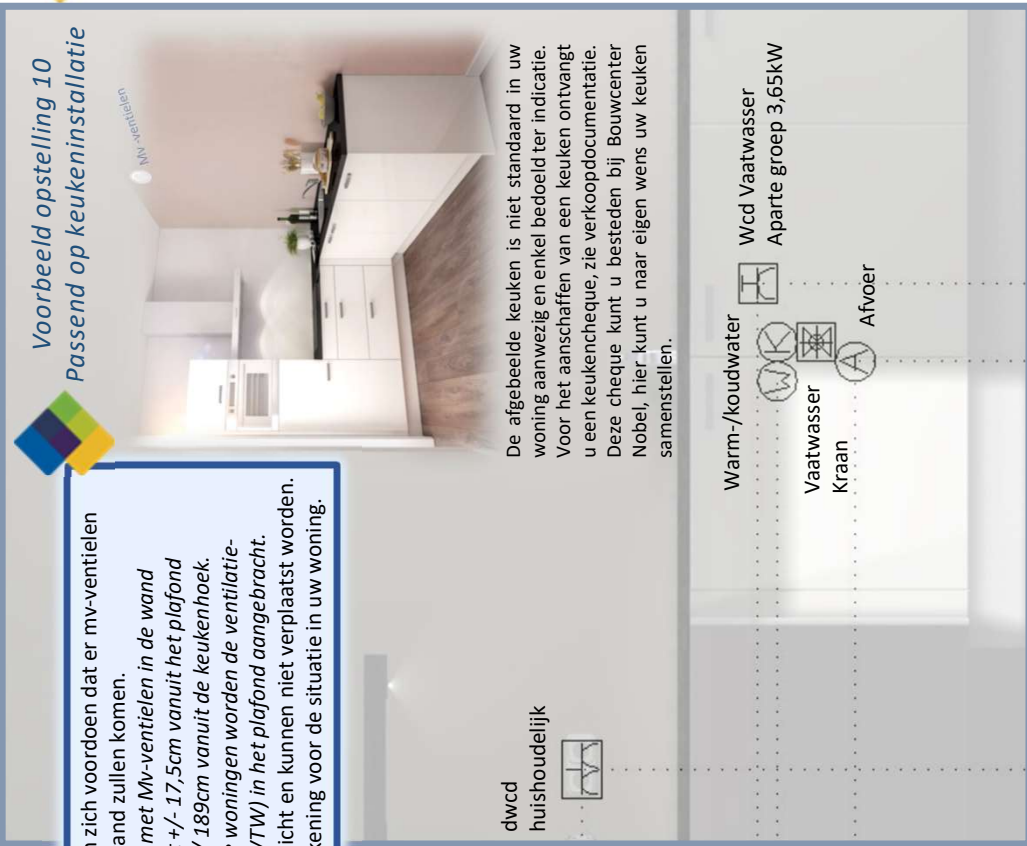 Voorbeeld opstelling 10
Passend op keukeninstallatie
zich voordoen dat er mv-ventielen
and zullen komen.
met Mv-ventielen in de wand
+/- 17,5cm vanuit het plafond
189cm vanuit de keukenhoek.
woningen worden de ventilatie-
WTW) in het plafond aangebracht.
icht en kunnen niet verplaatst worden.
kening voor de situatie in uw woning.
Mv -ventielen
De afgebeelde keuken is niet standaard in uw
woning aanwezig en enkel bedoeld ter indicatie.
Voor het aanschaffen van een keuken ontvangt
u een keukencheque, zie verkoopdocumentatie.
Deze cheque kunt u besteden bij Bouwcenter
Nobel, hier kunt u naar eigen wens uw keuken
samenstellen.
dwcd
huishoudelijk
Warm-/koudwater
Wcd Vaatwasser
Aparte groep 3,65kW
W K
Vaatwasser
Kraan
A
Afvoer